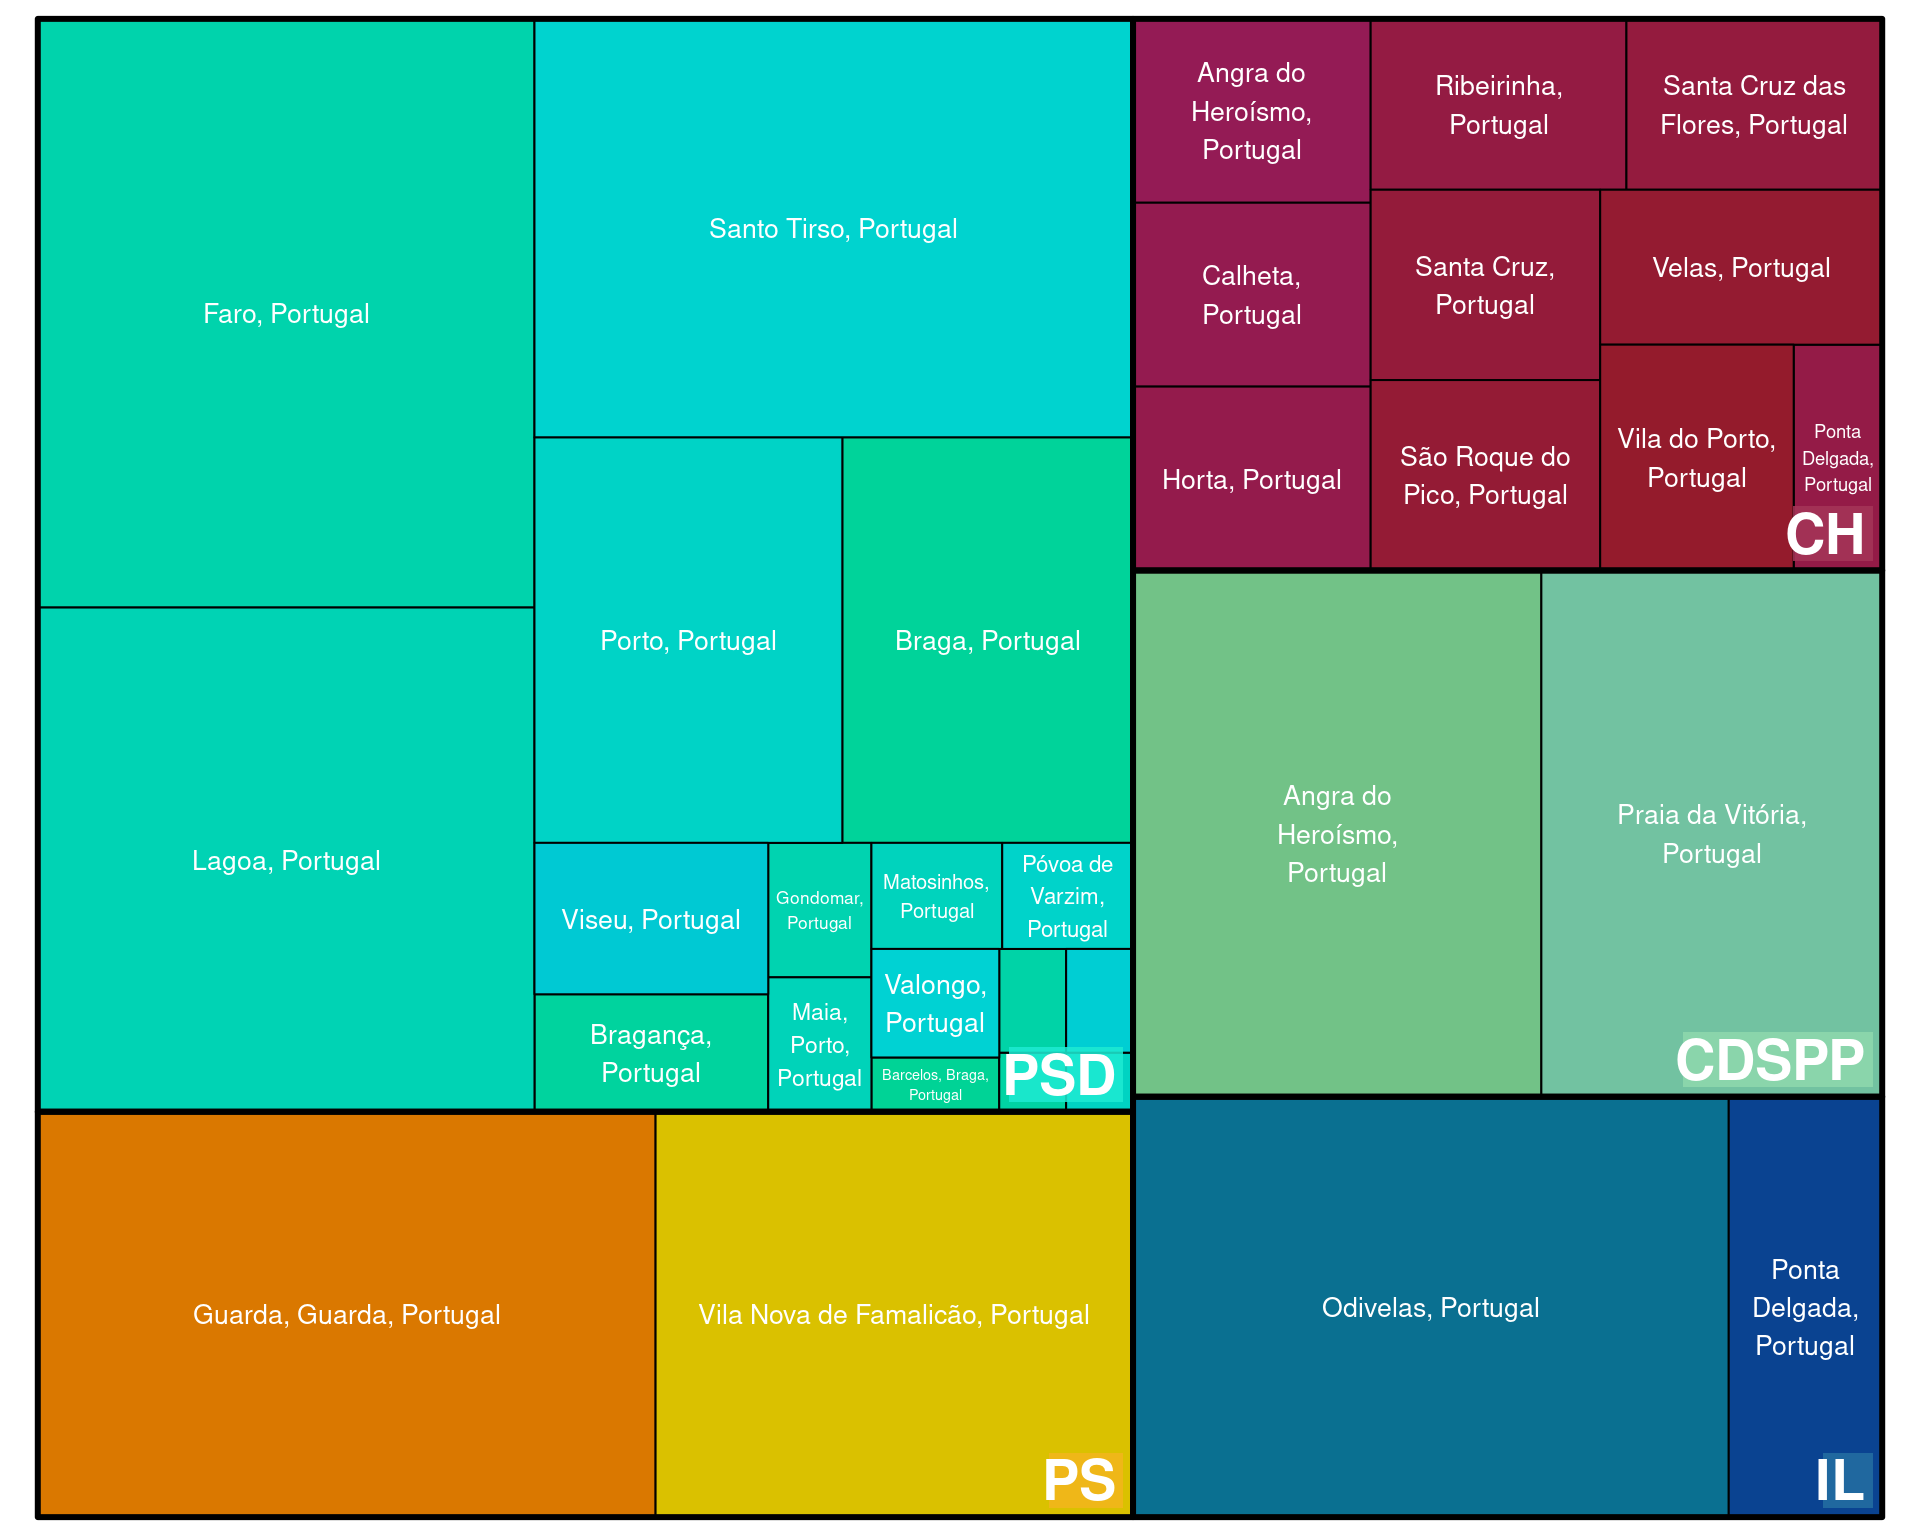 Faro, Portugal
Santo Tirso, Portugal
Lagoa, Portugal
Porto, Portugal
Braga, Portugal
Viseu, Portugal
Bragança,
Portugal
Gondomar,
Portugal
Maia,
Porto,
Portugal
Matosinhos,
Portugal
Póvoa de
Varzim,
Portugal
Valongo,
Portugal
Barcelos, Braga,
Portugal
PSD
Guarda, Guarda, Portugal
Vila Nova de Famalicão, Portugal
PS
Angra do
Heroísmo,
Portugal
Calheta,
Portugal
Horta, Portugal
Ribeirinha,
Portugal
Santa Cruz das
Flores, Portugal
Santa Cruz,
Portugal
São Roque do
Pico, Portugal
Velas, Portugal
Vila do Porto,
Portugal
Ponta
Delgada,
Portugal
CH
Angra do
Heroísmo,
Portugal
Praia da Vitória,
Portugal
CDSPP
Odivelas, Portugal
Ponta
Delgada,
Portugal
IL